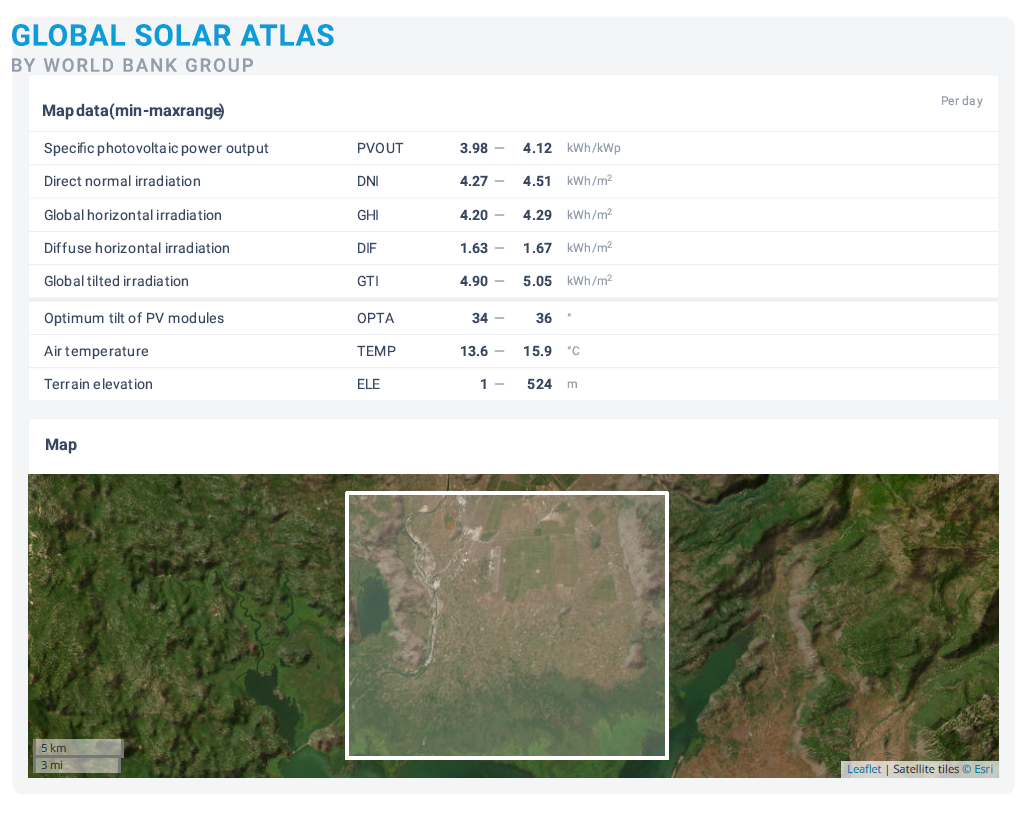 GLOBAL SOLAR ATLAS
BY WORLD BANK GROUP
Map data (min-max range)
Per day
Specific photovoltaic power output PVOUT 3.98 — 4.12 kWh/kWp
Direct normal irradiation DNI 4.27 — 4.51 kWh/m²
Global horizontal irradiation GHI 4.20 — 4.29 kWh/m²
Diffuse horizontal irradiation DIF 1.63 — 1.67 kWh/m²
Global tilted irradiation GTI 4.90 — 5.05 kWh/m²
Optimum tilt of PV modules OPTA 34 — 36 °
Air temperature TEMP 13.6 — 15.9 °C
Terrain elevation ELE 1 — 524 m
Map
5 km
3 mi
Leaflet | Satellite tiles © Esri